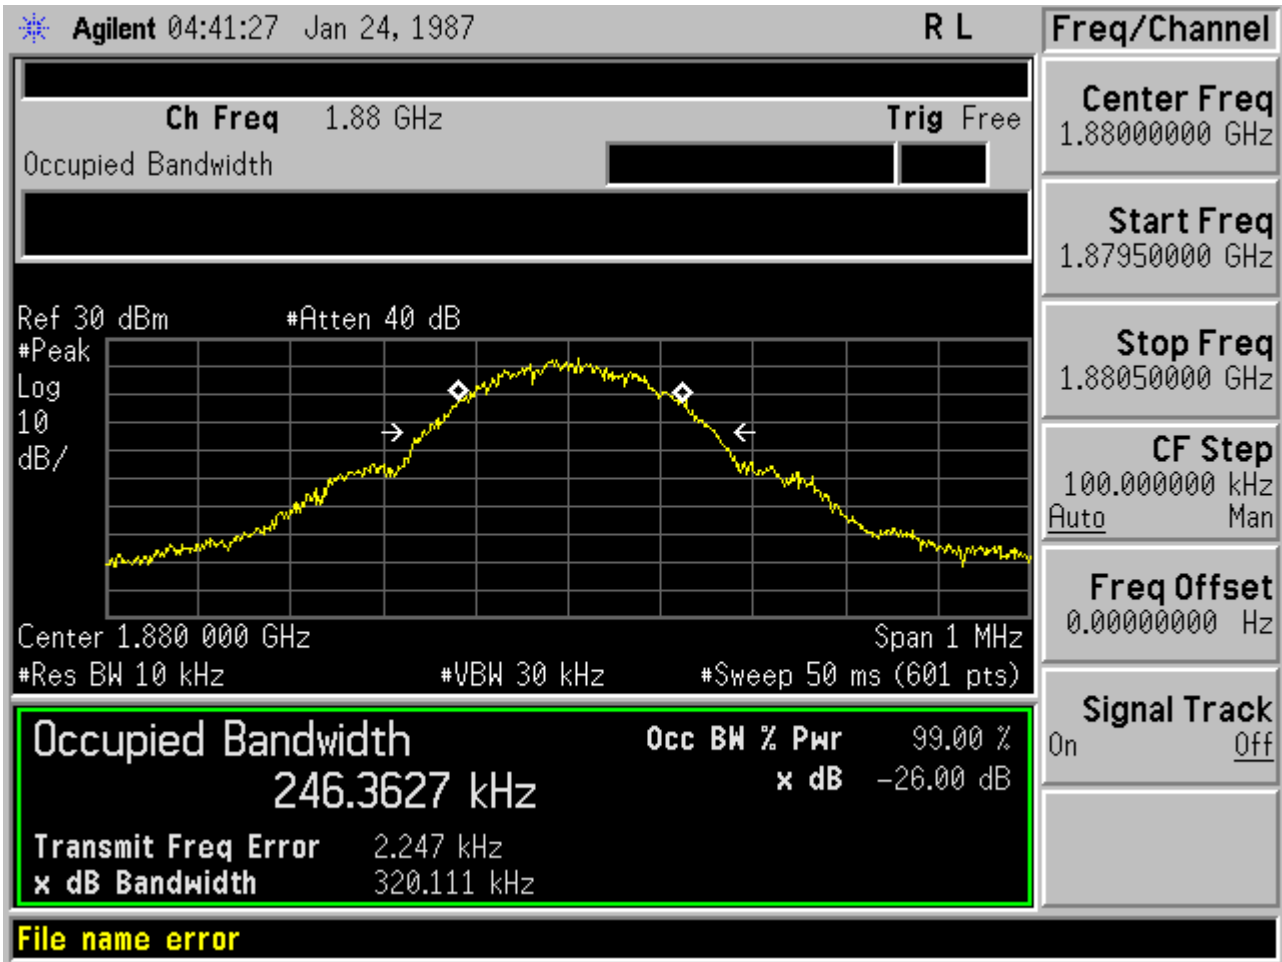 Agilent 04:41:27 Jan 24, 1987 R L
Freq/Channel
Ch Freq 1.88 GHz Trig Free
Occupied Bandwidth
Ref 30 dBm #Atten 40 dB
#Peak
Log
10
dB/
Center 1.880 000 GHz Span 1 MHz
#Res BW 10 kHz #VBW 30 kHz #Sweep 50 ms (601 pts)
Occupied Bandwidth
246.3627 kHz
Occ BW % Pwr 99.00 %
x dB -26.00 dB
Transmit Freq Error 2.247 kHz
x dB Bandwidth 320.111 kHz
File name error
Center Freq
1.88000000 GHz
Start Freq
1.87950000 GHz
Stop Freq
1.88050000 GHz
CF Step
100.000000 kHz
Auto Man
Freq Offset
0.00000000 Hz
Signal Track
On Off